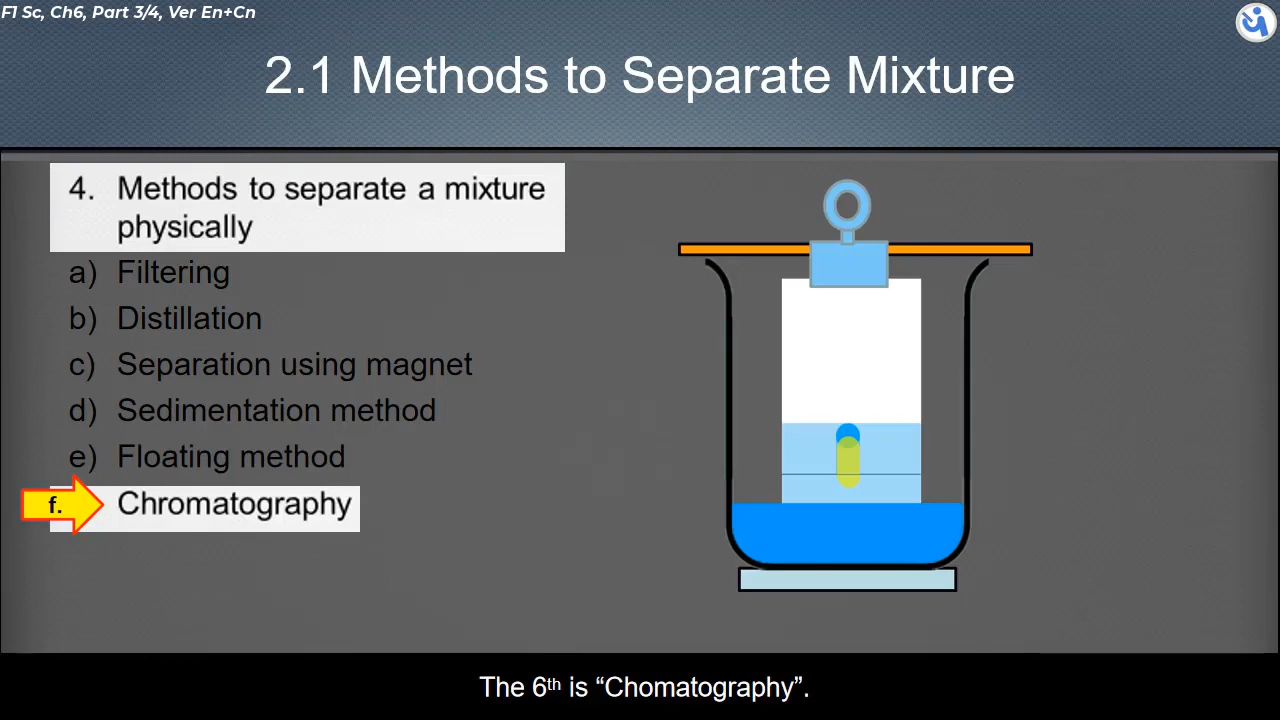 F1 Sc, Ch6, Part 3/4, Ver En+Cn
2.1 Methods to Separate Mixture
4. Methods to separate a mixture
physically
a) Filtering
b) Distillation
c) Separation using magnet
d) Sedimentation method
e) Floating method
f. Chromatography
The 6th is “Chomatography”.